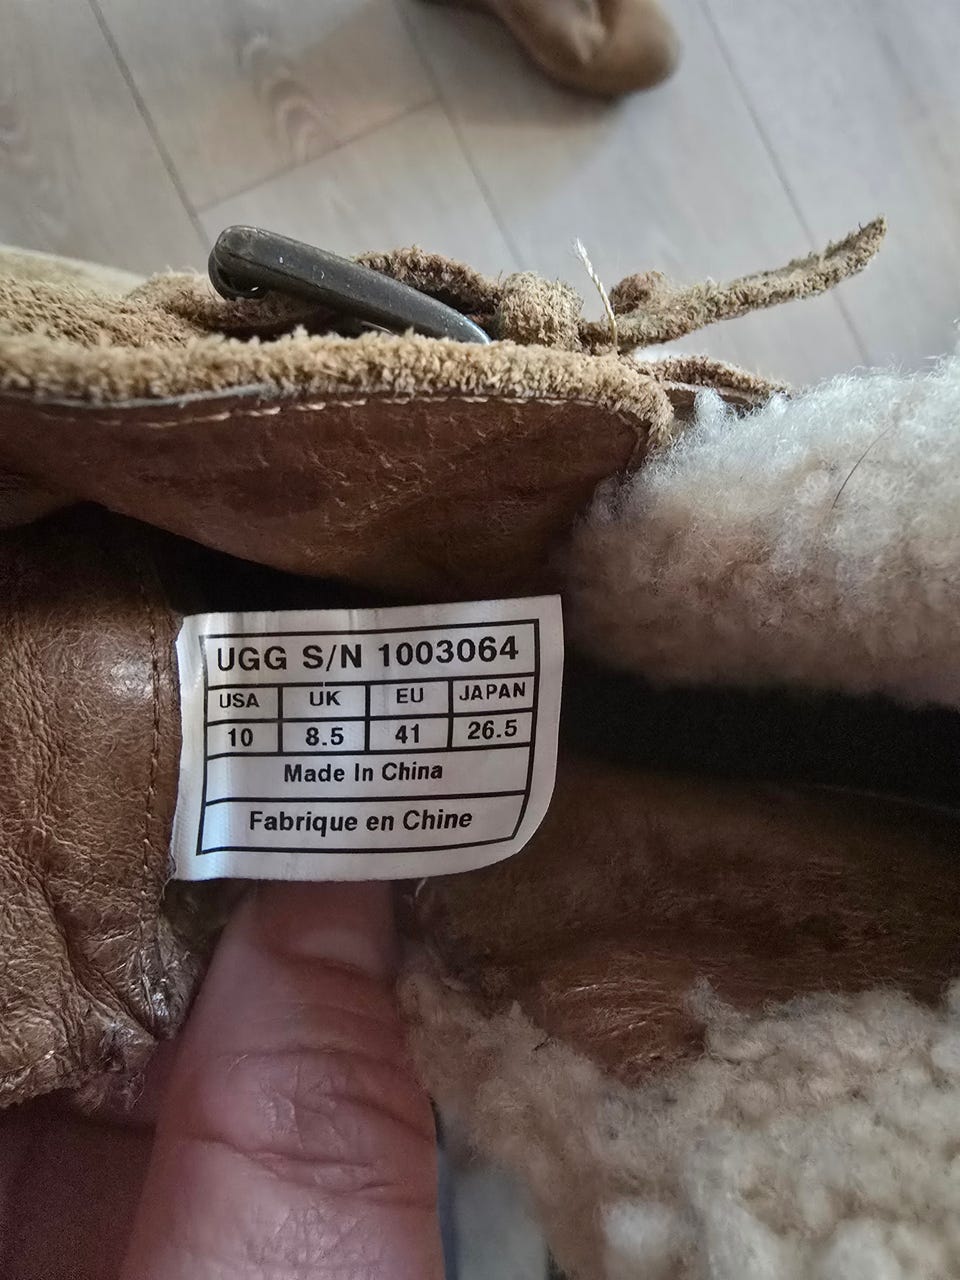 UGG S/N 1003064
USA UK EU JAPAN
10 8.5 41 26.5
Made In China
Fabrique en Chine